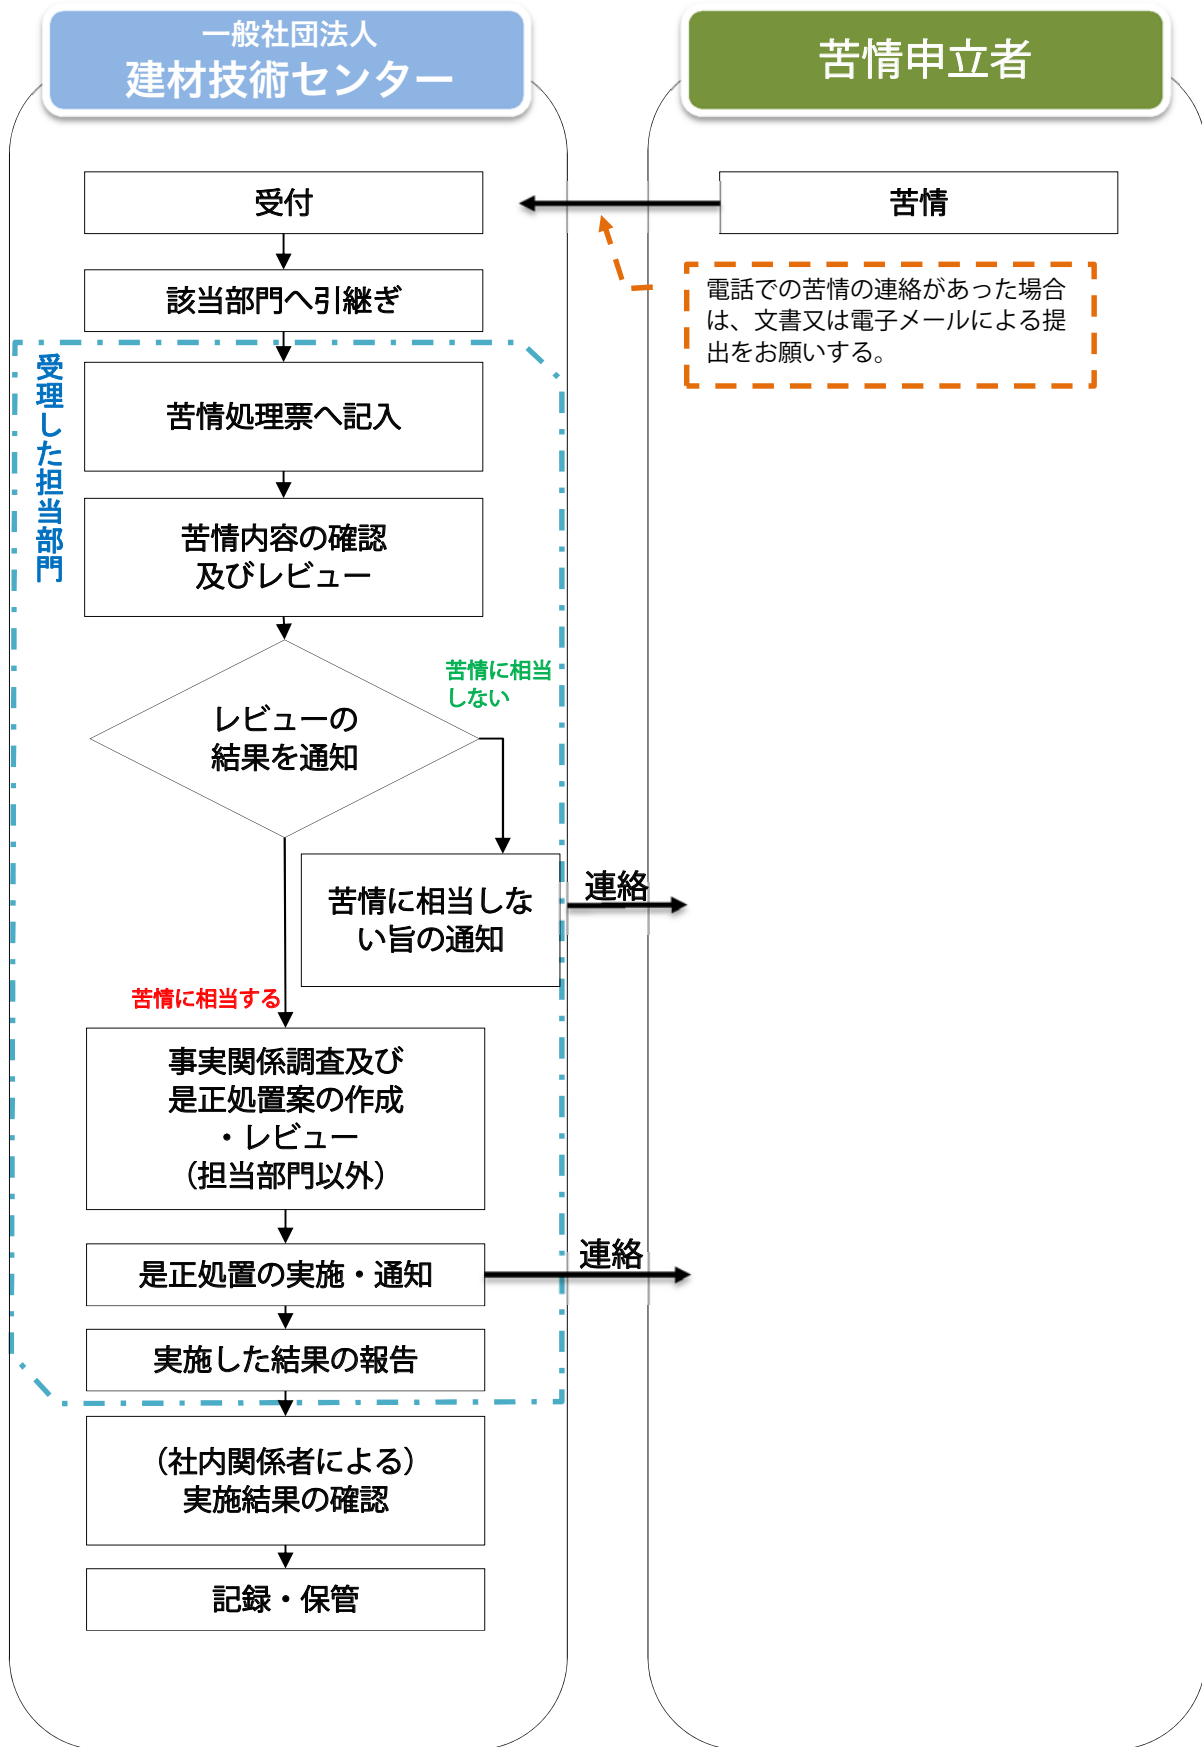 一般社団法人
建材技術センター
苦情申立者
受付
苦情
該当部門へ引継ぎ
電話での苦情の連絡があった場合
は、文書又は電子メールによる提
出をお願いする。
受理した担当部門
苦情処理票へ記入
苦情内容の確認
及びレビュー
苦情に相当
しない
レビューの
結果を通知
苦情に相当しな
い旨の通知
連絡
苦情に相当する
事実関係調査及び
是正処置案の作成
・レビュー
（担当部門以外）
是正処置の実施・通知
連絡
実施した結果の報告
（社内関係者による）
実施結果の確認
記録・保管